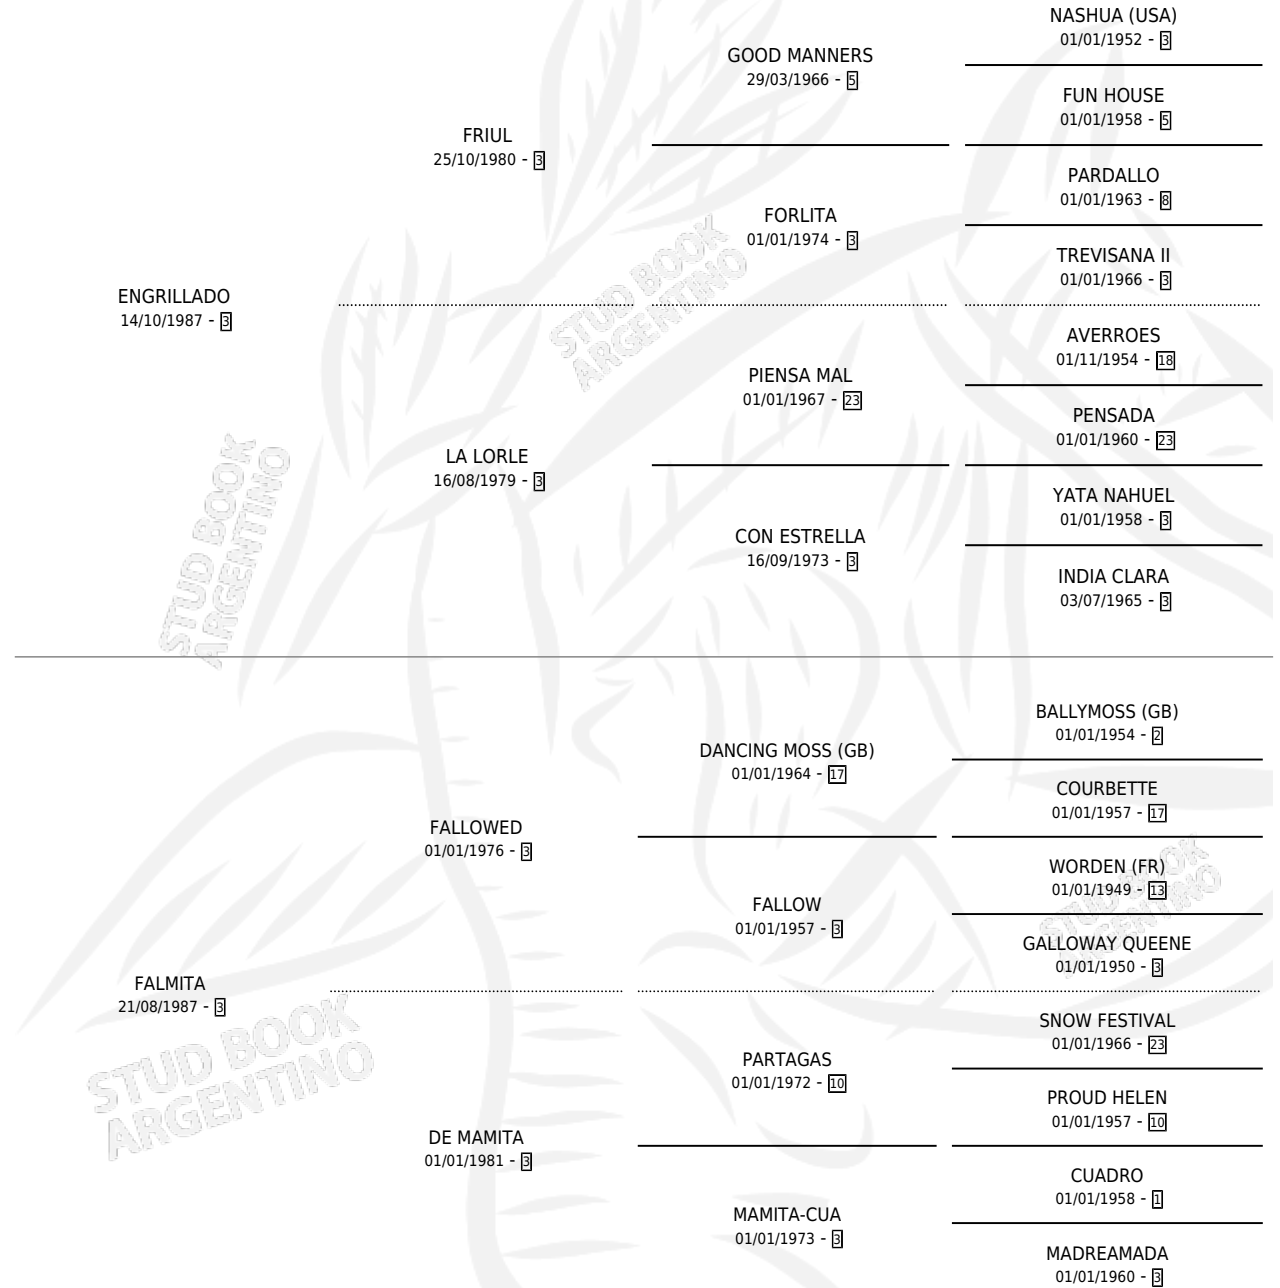 NASHUA (USA)
01/01/1952 - 3
GOOD MANNERS
29/03/1966 - 5
FUN HOUSE
01/01/1958 - 5
FRIUL
25/10/1980 - 3
PARDALLO
01/01/1963 - 8
FORLITA
01/01/1974 - 3
TREVISANA II
01/01/1966 - 3
STUD BOOK
ARGENTINO
ENGRILLADO
14/10/1987 - 3
AVERROES
01/11/1954 - 18
PIENSA MAL
01/01/1967 - 23
PENSADA
01/01/1960 - 23
LA LORLE
16/08/1979 - 3
YATA NAHUEL
01/01/1958 - 3
CON ESTRELLA
16/09/1973 - 3
INDIA CLARA
03/07/1965 - 3
STUD BOOK
ARGENTINO
BALLYMOSS (GB)
01/01/1954 - 2
DANCING MOSS (GB)
01/01/1964 - 17
COURBETTE
01/01/1957 - 17
FALLOWED
01/01/1976 - 3
WORDEN (FR)
01/01/1949 - 13
FALLOW
01/01/1957 - 3
GALLOWAY QUEENE
01/01/1950 - 3
STUD BOOK
ARGENTINO
FALMITA
21/08/1987 - 3
SNOW FESTIVAL
01/01/1966 - 23
PARTAGAS
01/01/1972 - 10
PROUD HELEN
01/01/1957 - 10
STUD BOOK
ARGENTINO
DE MAMITA
01/01/1981 - 3
CUADRO
01/01/1958 - 1
MAMITA-CUA
01/01/1973 - 3
MADREAMADA
01/01/1960 - 3